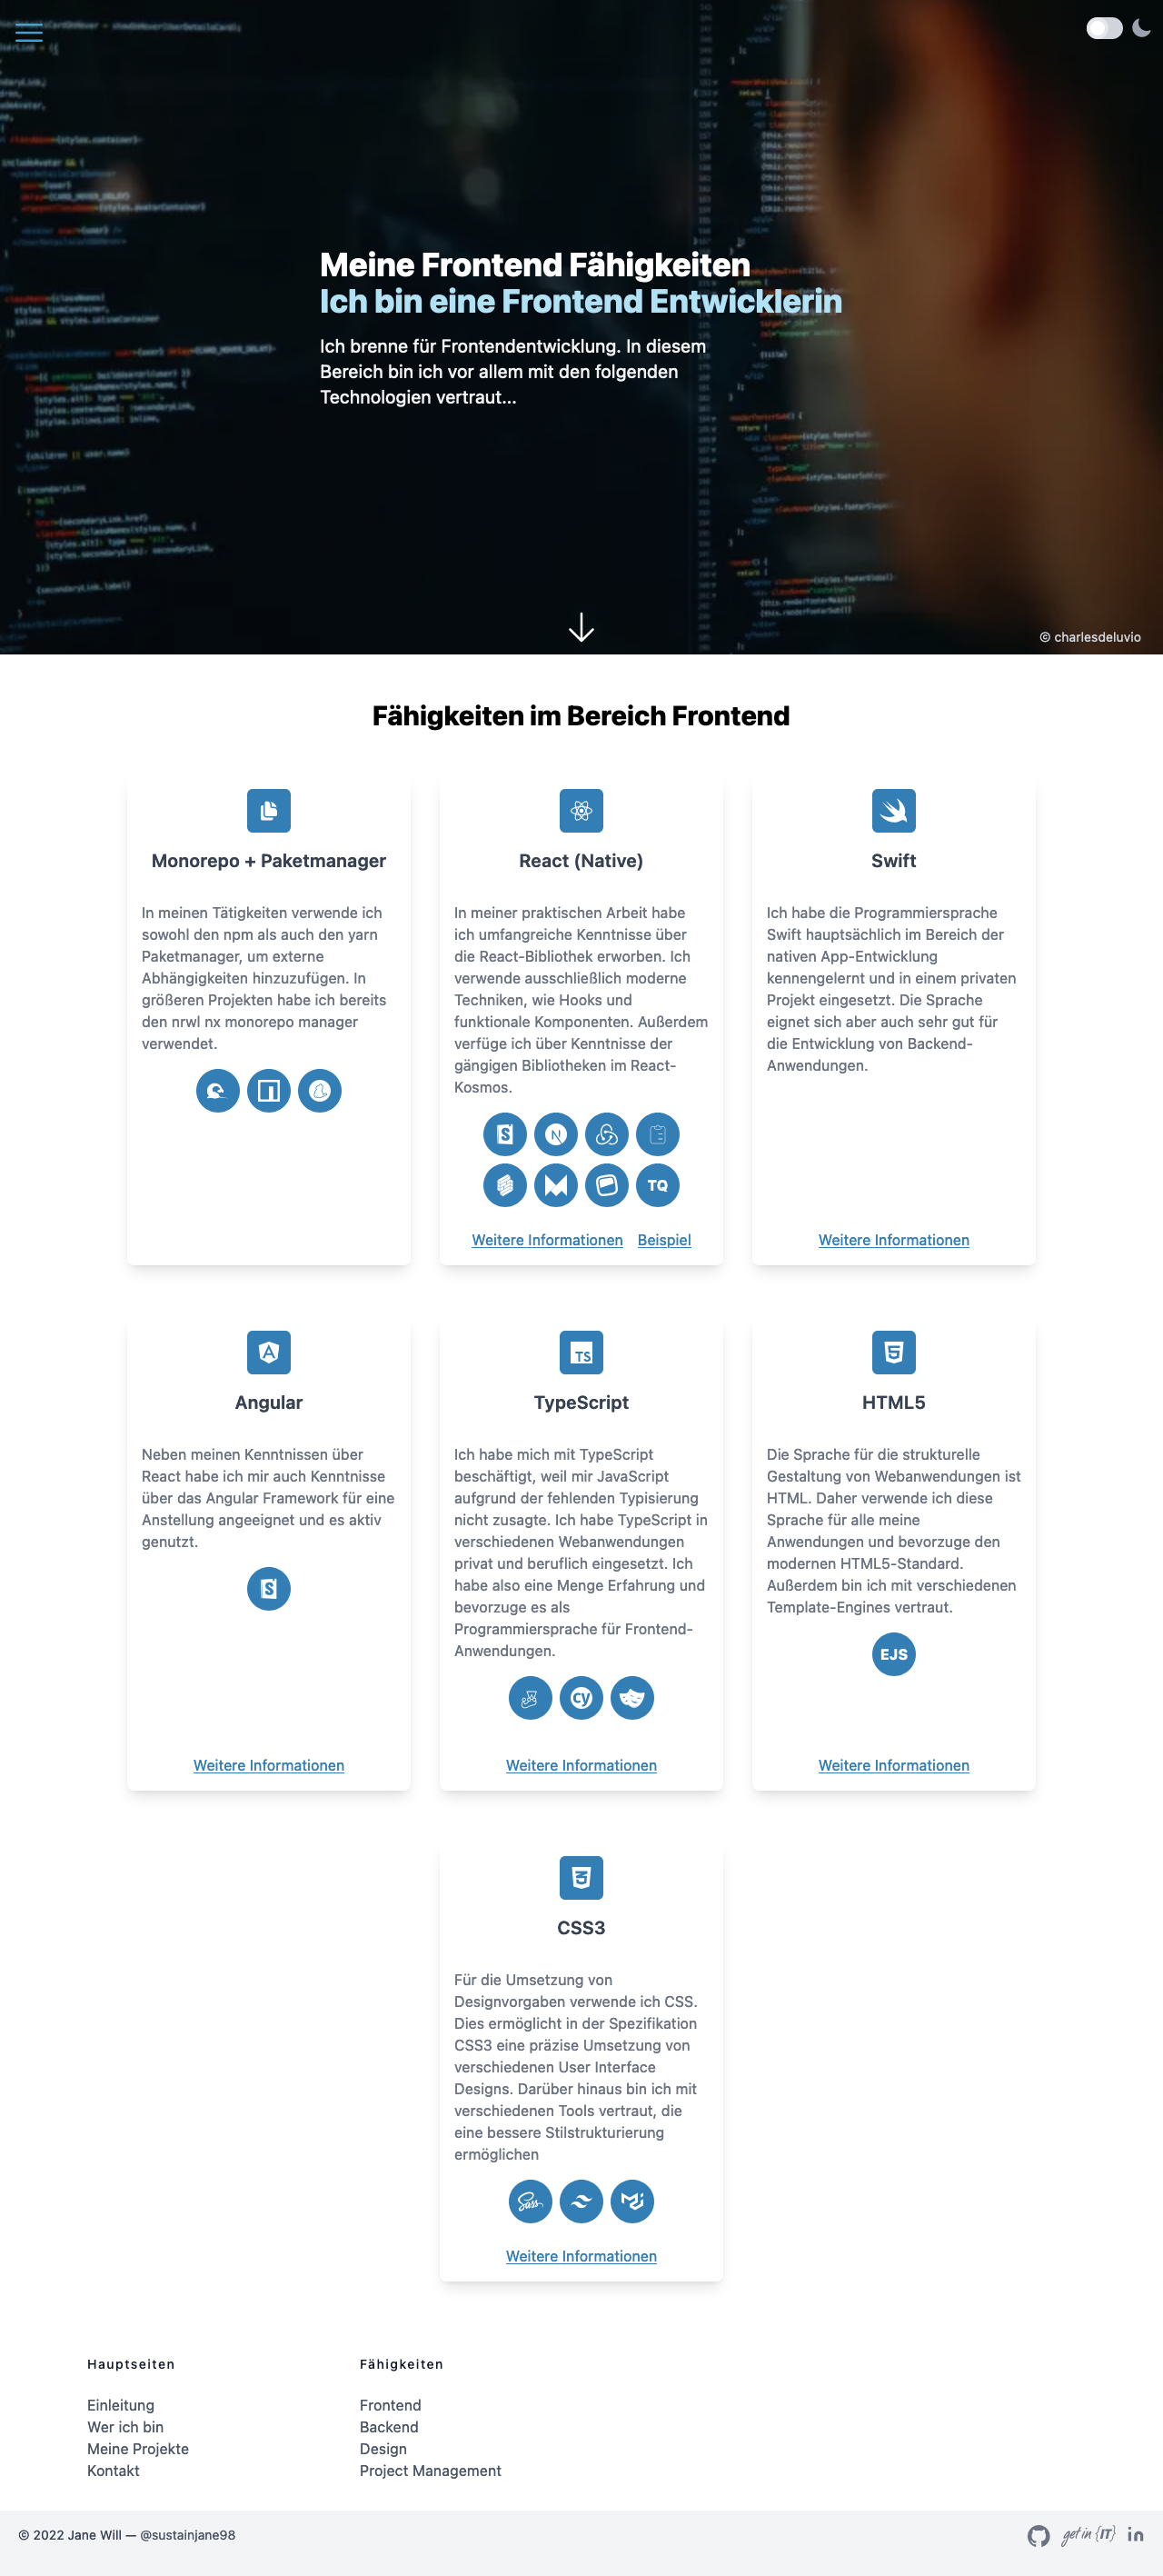 Meine Frontend Fähigkeiten
Ich bin eine Frontend Entwicklerin
Ich brenne für Frontendentwicklung. In diesem
Bereich bin ich vor allem mit den folgenden
Technologien vertraut...
© charlesdeluvio
Fähigkeiten im Bereich Frontend
Monorepo + Paketmanager
In meinen Tätigkeiten verwende ich
sowohl den npm als auch den yarn
Paketmanager, um externe
Abhängigkeiten hinzuzufügen. In
größeren Projekten habe ich bereits
den nrwl nx monorepo manager
verwendet.
React (Native)
In meiner praktischen Arbeit habe
ich umfangreiche Kenntnisse über
die React-Bibliothek erworben. Ich
verwende ausschließlich moderne
Techniken, wie Hooks und
funktionale Komponenten. Außerdem
verfüge ich über Kenntnisse der
gängigen Bibliotheken im React-
Kosmos.
TQ
Weitere Informationen Beispiel
Swift
Ich habe die Programmiersprache
Swift hauptsächlich im Bereich der
nativen App-Entwicklung
kennengelernt und in einem privaten
Projekt eingesetzt. Die Sprache
eignet sich aber auch sehr gut für
die Entwicklung von Backend-
Anwendungen.
Weitere Informationen
Angular
Neben meinen Kenntnissen über
React habe ich mir auch Kenntnisse
über das Angular Framework für eine
Anstellung angeeignet und es aktiv
genutzt.
Weitere Informationen
TS
TypeScript
Ich habe mich mit TypeScript
beschäftigt, weil mir JavaScript
aufgrund der fehlenden Typisierung
nicht zusagte. Ich habe TypeScript in
verschiedenen Webanwendungen
privat und beruflich eingesetzt. Ich
habe also eine Menge Erfahrung und
bevorzuge es als
Programmiersprache für Frontend-
Anwendungen.
cy
Weitere Informationen
HTML5
Die Sprache für die strukturelle
Gestaltung von Webanwendungen ist
HTML. Daher verwende ich diese
Sprache für alle meine
Anwendungen und bevorzuge den
modernen HTML5-Standard.
Außerdem bin ich mit verschiedenen
Template-Engines vertraut.
EJS
Weitere Informationen
CSS3
Für die Umsetzung von
Designvorgaben verwende ich CSS.
Dies ermöglicht in der Spezifikation
CSS3 eine präzise Umsetzung von
verschiedenen User Interface
Designs. Darüber hinaus bin ich mit
verschiedenen Tools vertraut, die
eine bessere Stilstrukturierung
ermöglichen
Sass
Weitere Informationen
Hauptseiten
Einleitung
Wer ich bin
Meine Projekte
Kontakt
Fähigkeiten
Frontend
Backend
Design
Project Management
© 2022 Jane Will — @sustainjane98
get in {IT}
in